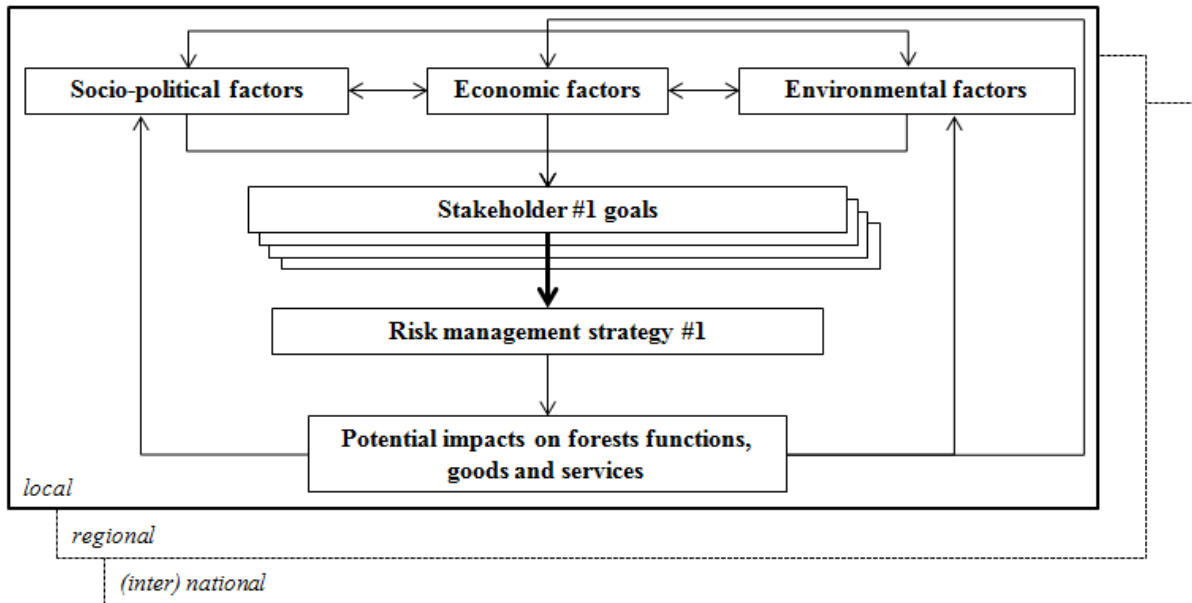 Socio-political factors
Economic factors
Environmental factors
Stakeholder #1 goals
Risk management strategy #1
Potential impacts on forests functions,
goods and services
local
regional
(inter) national